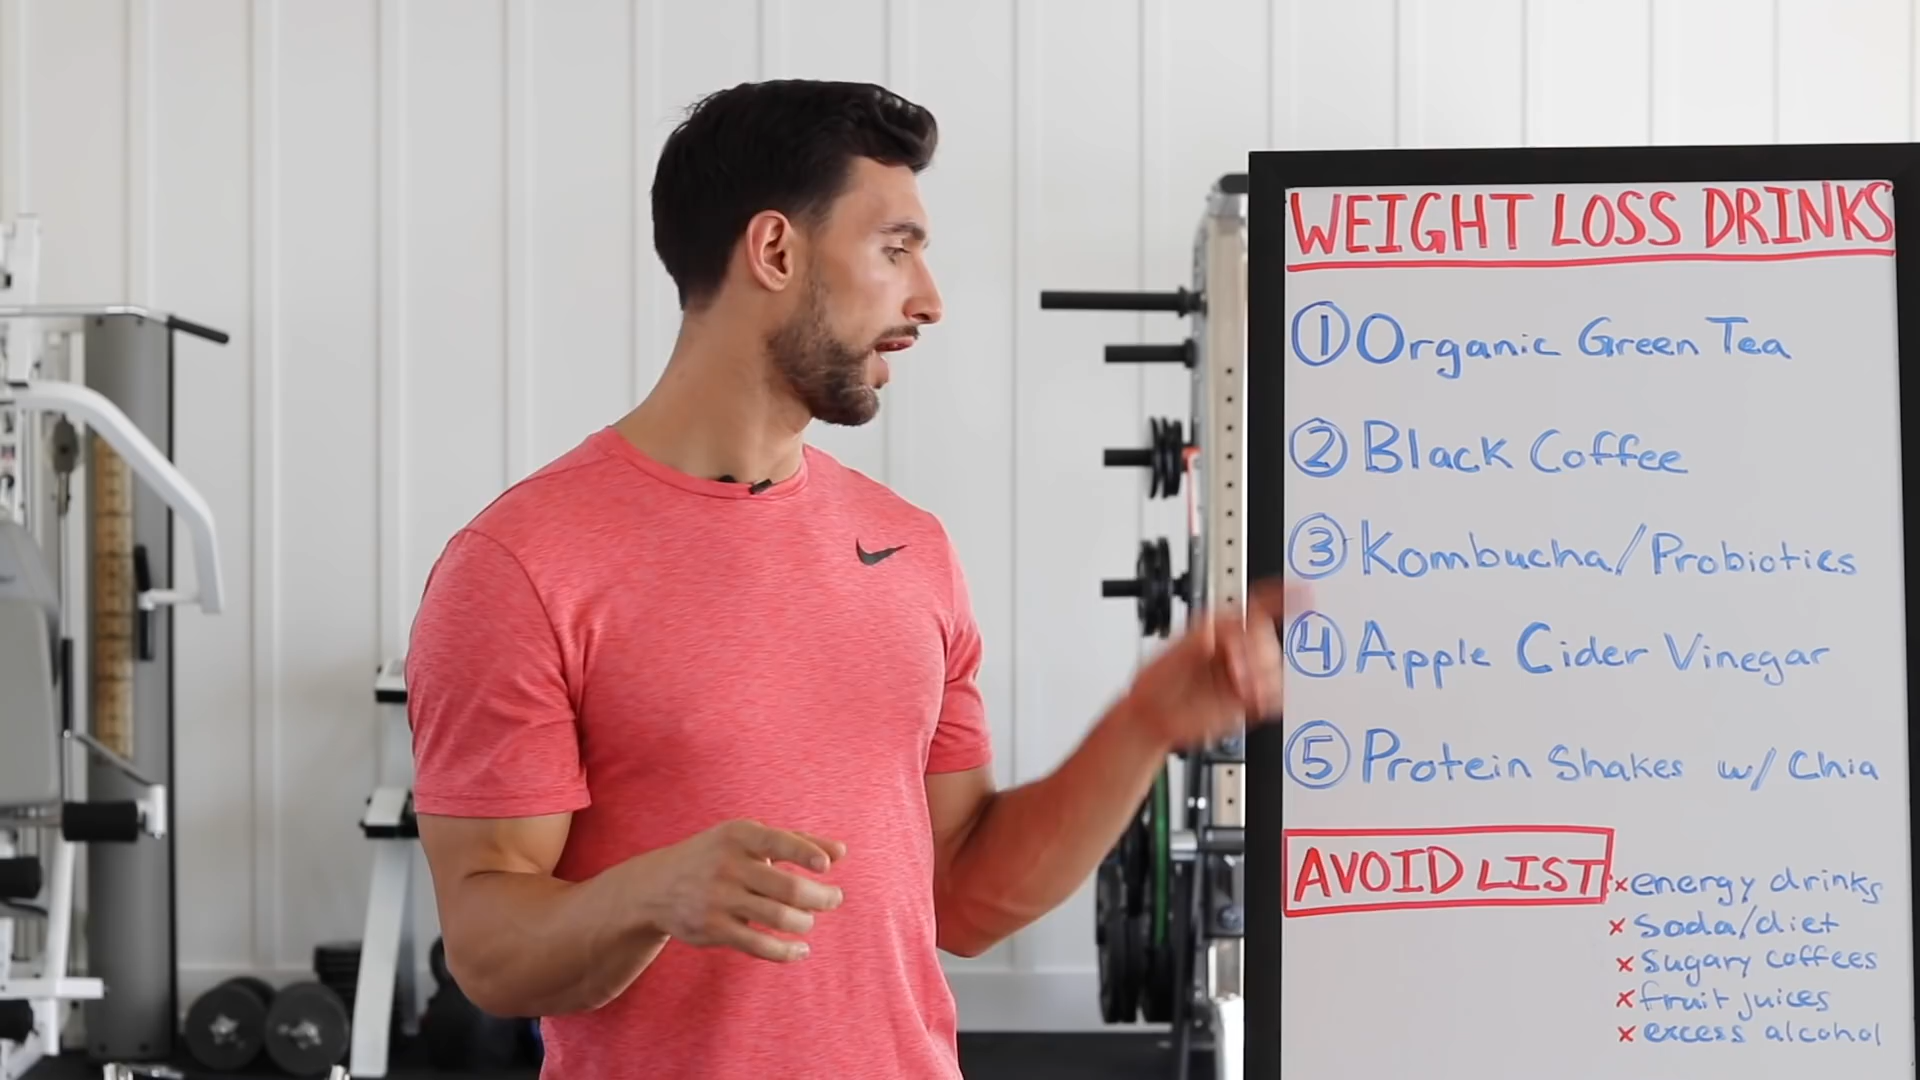 WEIGHT LOSS DRINKS
1 Organic Green Tea
2 Black Coffee
3 Kombucha/Probiotics
4 Apple Cider Vinegar
5 Protein Shakes w/ Chia
AVOID LIST
x energy drinks
x soda/diet
x sugary coffees
x fruit juices
x excess alcohol